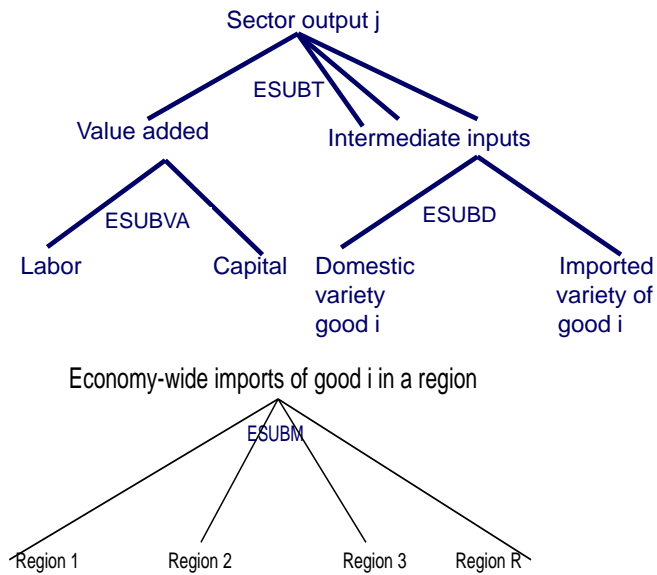 Sector output j
ESUBT
Value added
Intermediate inputs
ESUBVA
ESUBD
Labor
Capital
Domestic
variety
good i
Imported
variety of
good i
Economy-wide imports of good i in a region
ESUBM
Region 1
Region 2
Region 3
Region R